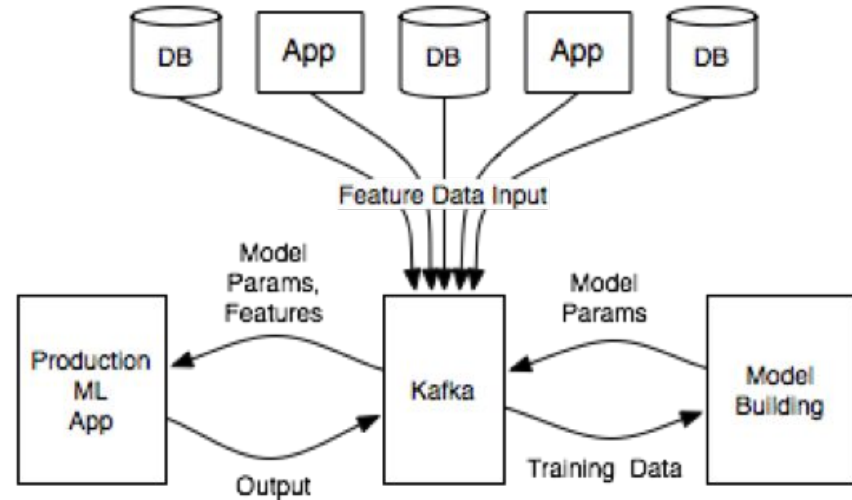 DB
App
DB
App
DB
Feature Data Input
Model
Params,
Features
Model
Params
Production
ML
App
Kafka
Model
Building
Output
Training Data